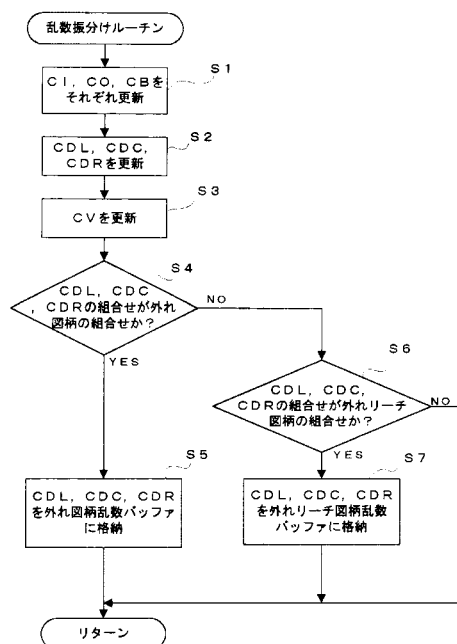 乱数振分けルーチン
S1
CI, CO, CBを
それぞれ更新
S2
CDL, CDC,
CDRを更新
S3
CVを更新
S4
CDL, CDC
, CDRの組合せが外れ
図柄の組合せか?
NO
YES
S6
CDL, CDC,
CDRの組合せが外れリーチ
図柄の組合せか?
NO
YES
S5
CDL, CDC, CDR
を外れ図柄乱数バッファ
に格納
S7
CDL, CDC, CDR
を外れリーチ図柄乱数
バッファに格納
リターン